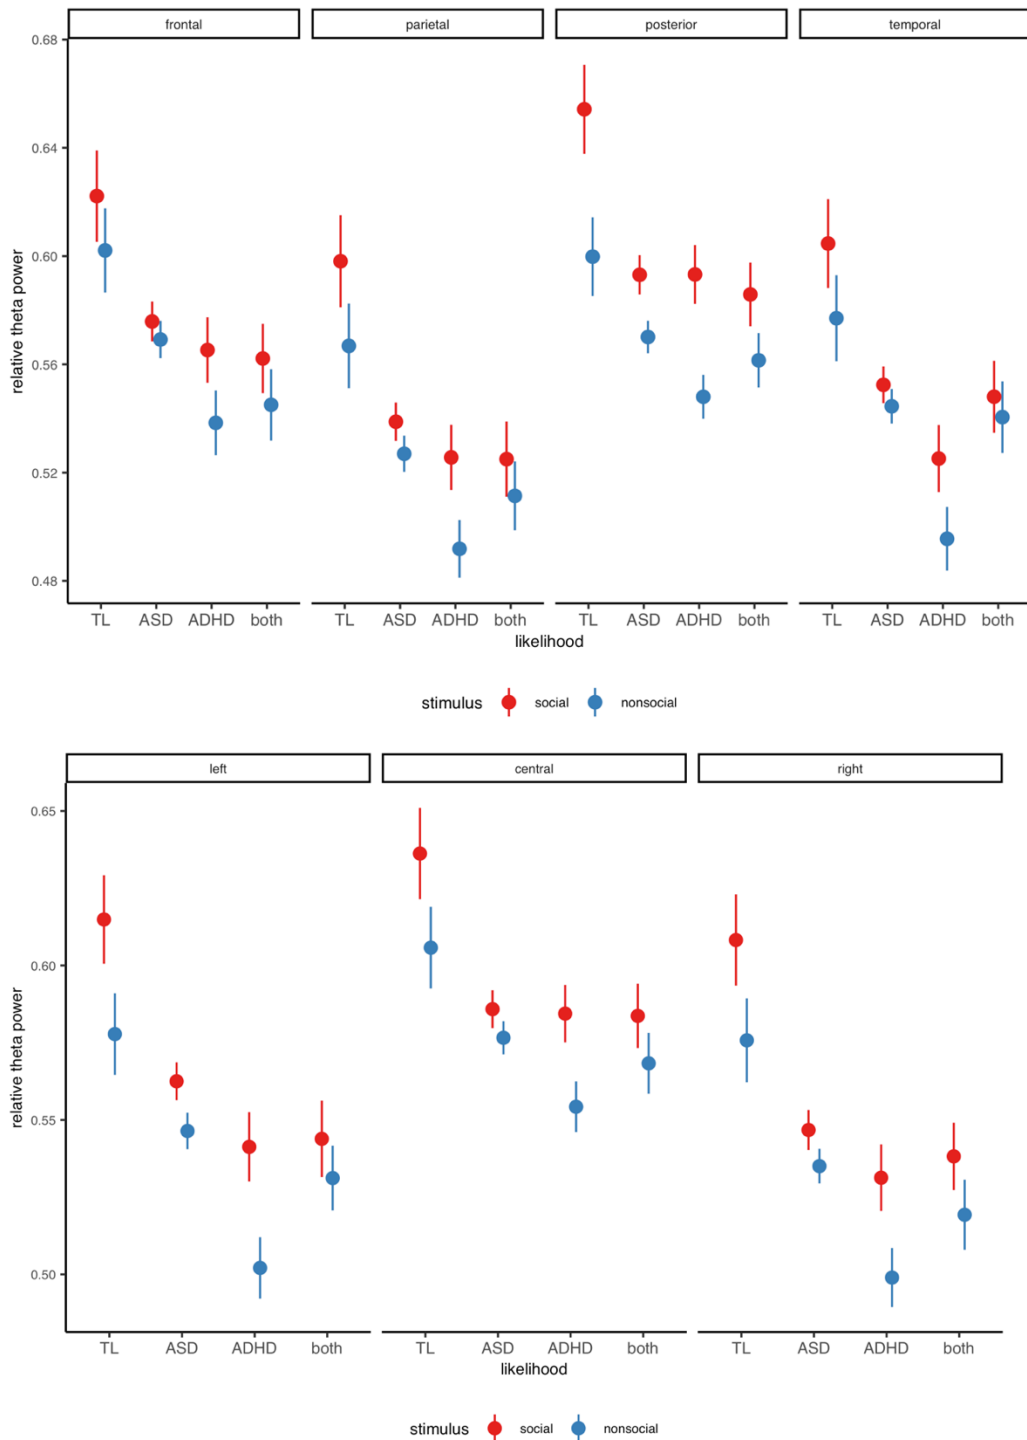 frontal parietal posterior temporal
0.68
0.64
0.60
0.56
0.52
0.48
relative theta power
TL ASD ADHD both TL ASD ADHD both TL ASD ADHD both TL ASD ADHD both
likelihood
stimulus social nonsocial
left central right
0.65
0.60
0.55
0.50
relative theta power
TL ASD ADHD both TL ASD ADHD both TL ASD ADHD both
likelihood
stimulus social nonsocial